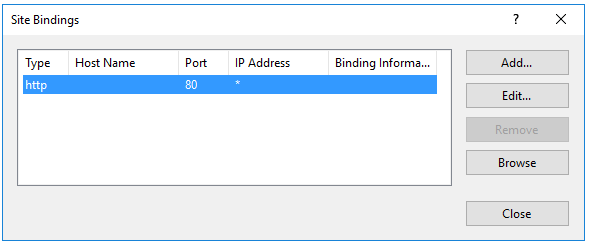 Site Bindings
?
Type Host Name Port IP Address Binding Informa...
http 80 *
Add...
Edit...
Remove
Browse
Close